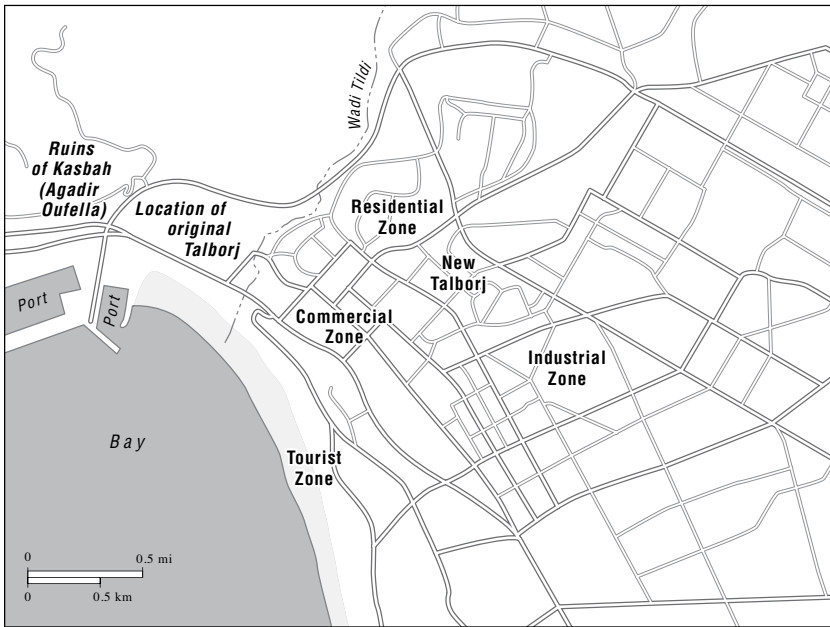 Wadi Tildi
Ruins
of Kasbah
(Agadir
Oufella)
Location of
original
Talborj
Residential
Zone
New
Talborj
Port
Port
Commercial
Zone
Industrial
Zone
Bay
Tourist
Zone
0 0.5 mi
0 0.5 km